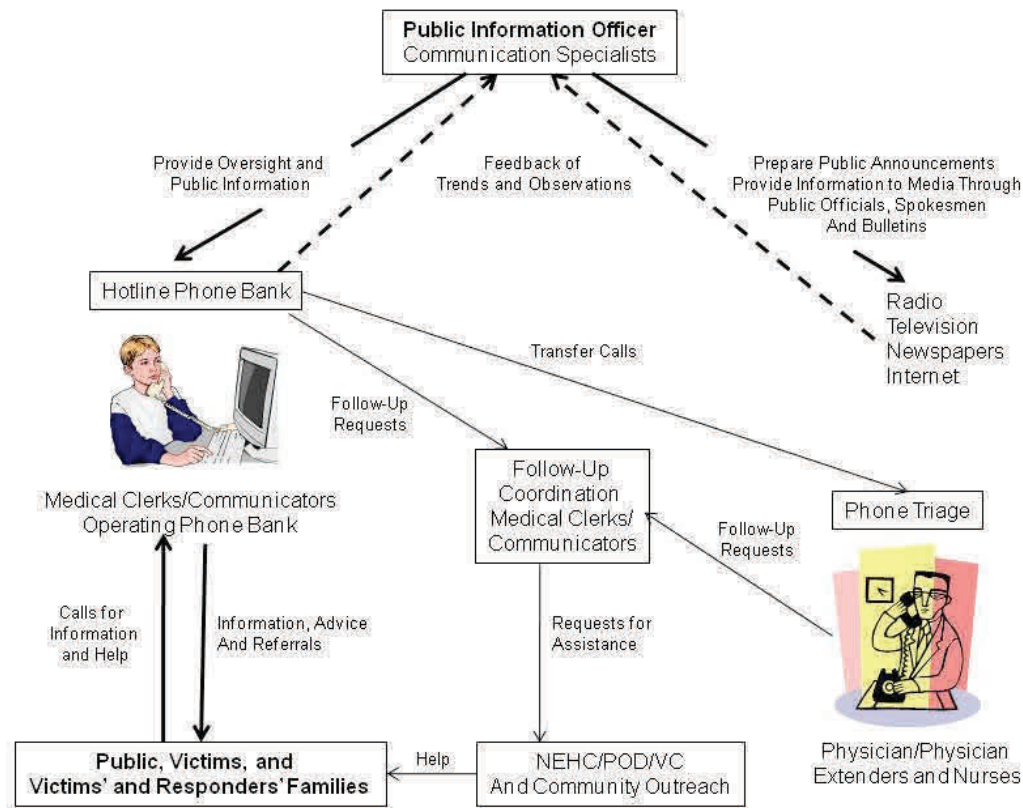 Public Information Officer
Communication Specialists
Provide Oversight and
Public Information
Feedback of
Trends and Observations
Prepare Public Announcements
Provide Information to Media Through
Public Officials, Spokesmen
And Bulletins
Hotline Phone Bank
Radio
Television
Newspapers
Internet
Transfer Calls
Follow-Up
Requests
Medical Clerks/Communicators
Operating Phone Bank
Follow-Up
Coordination
Medical Clerks/
Communicators
Phone Triage
Follow-Up
Requests
Calls for
Information
and Help
Information, Advice
And Referrals
Requests for
Assistance
Physician/Physician
Extenders and Nurses
Public, Victims, and
Victims' and Responders' Families
Help
NEHC/POD/VC
And Community Outreach